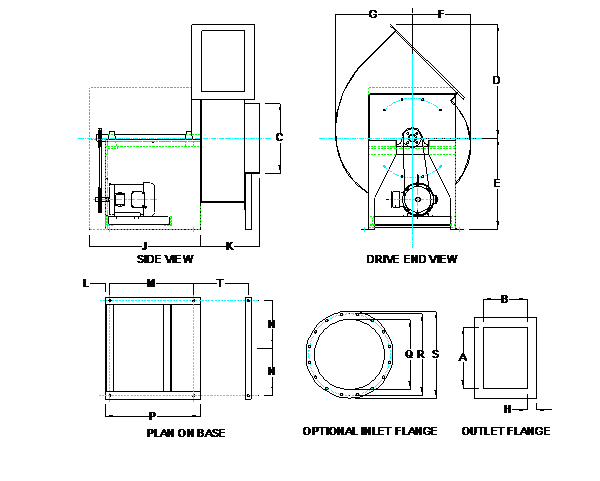 G F
D
C
E
J K
SIDE VIEW DRIVE END VIEW
L M T
B
N
Q R S A
N
H
P
PLAN ON BASE OPTIONAL INLET FLANGE OUTLET FLANGE